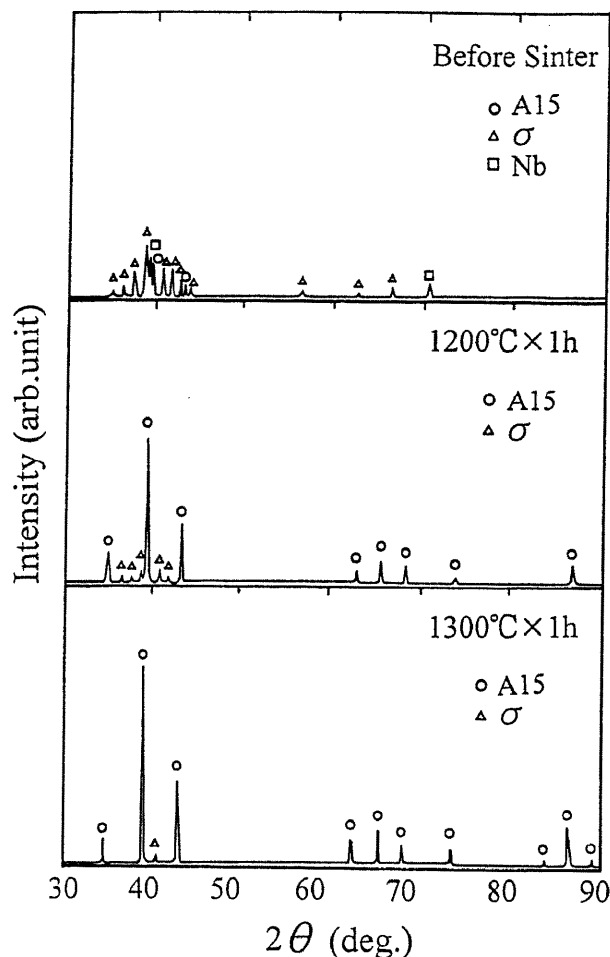 Before Sinter
○ A15
△ σ
□ Nb
1200℃×1h
○ A15
△ σ
1300℃×1h
○ A15
△ σ
Intensity (arb.unit)
30 40 50 60 70 80 90
2θ (deg.)